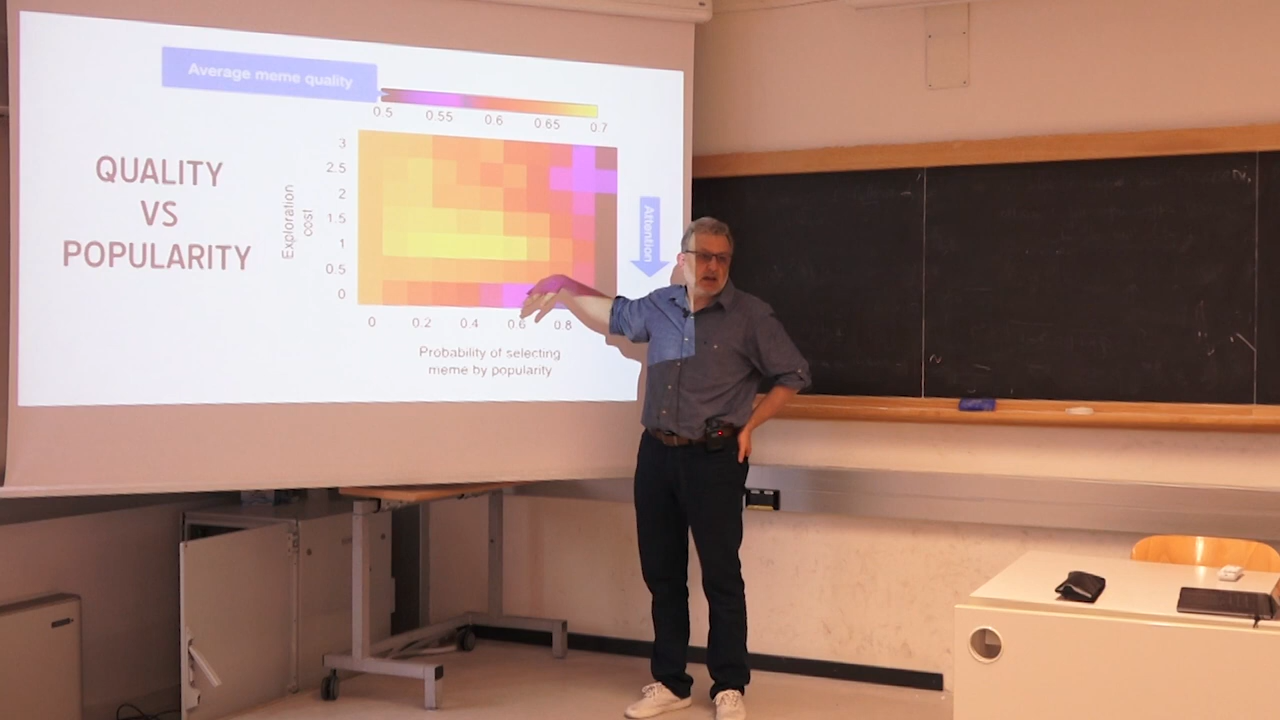 Average meme quality
0.5 0.55 0.6 0.65 0.7
QUALITY
VS
POPULARITY
Exploration
cost
3
2.5
2
1.5
1
0.5
0
Attention
0 0.2 0.4 0.6 0.8
Probability of selecting
meme by popularity